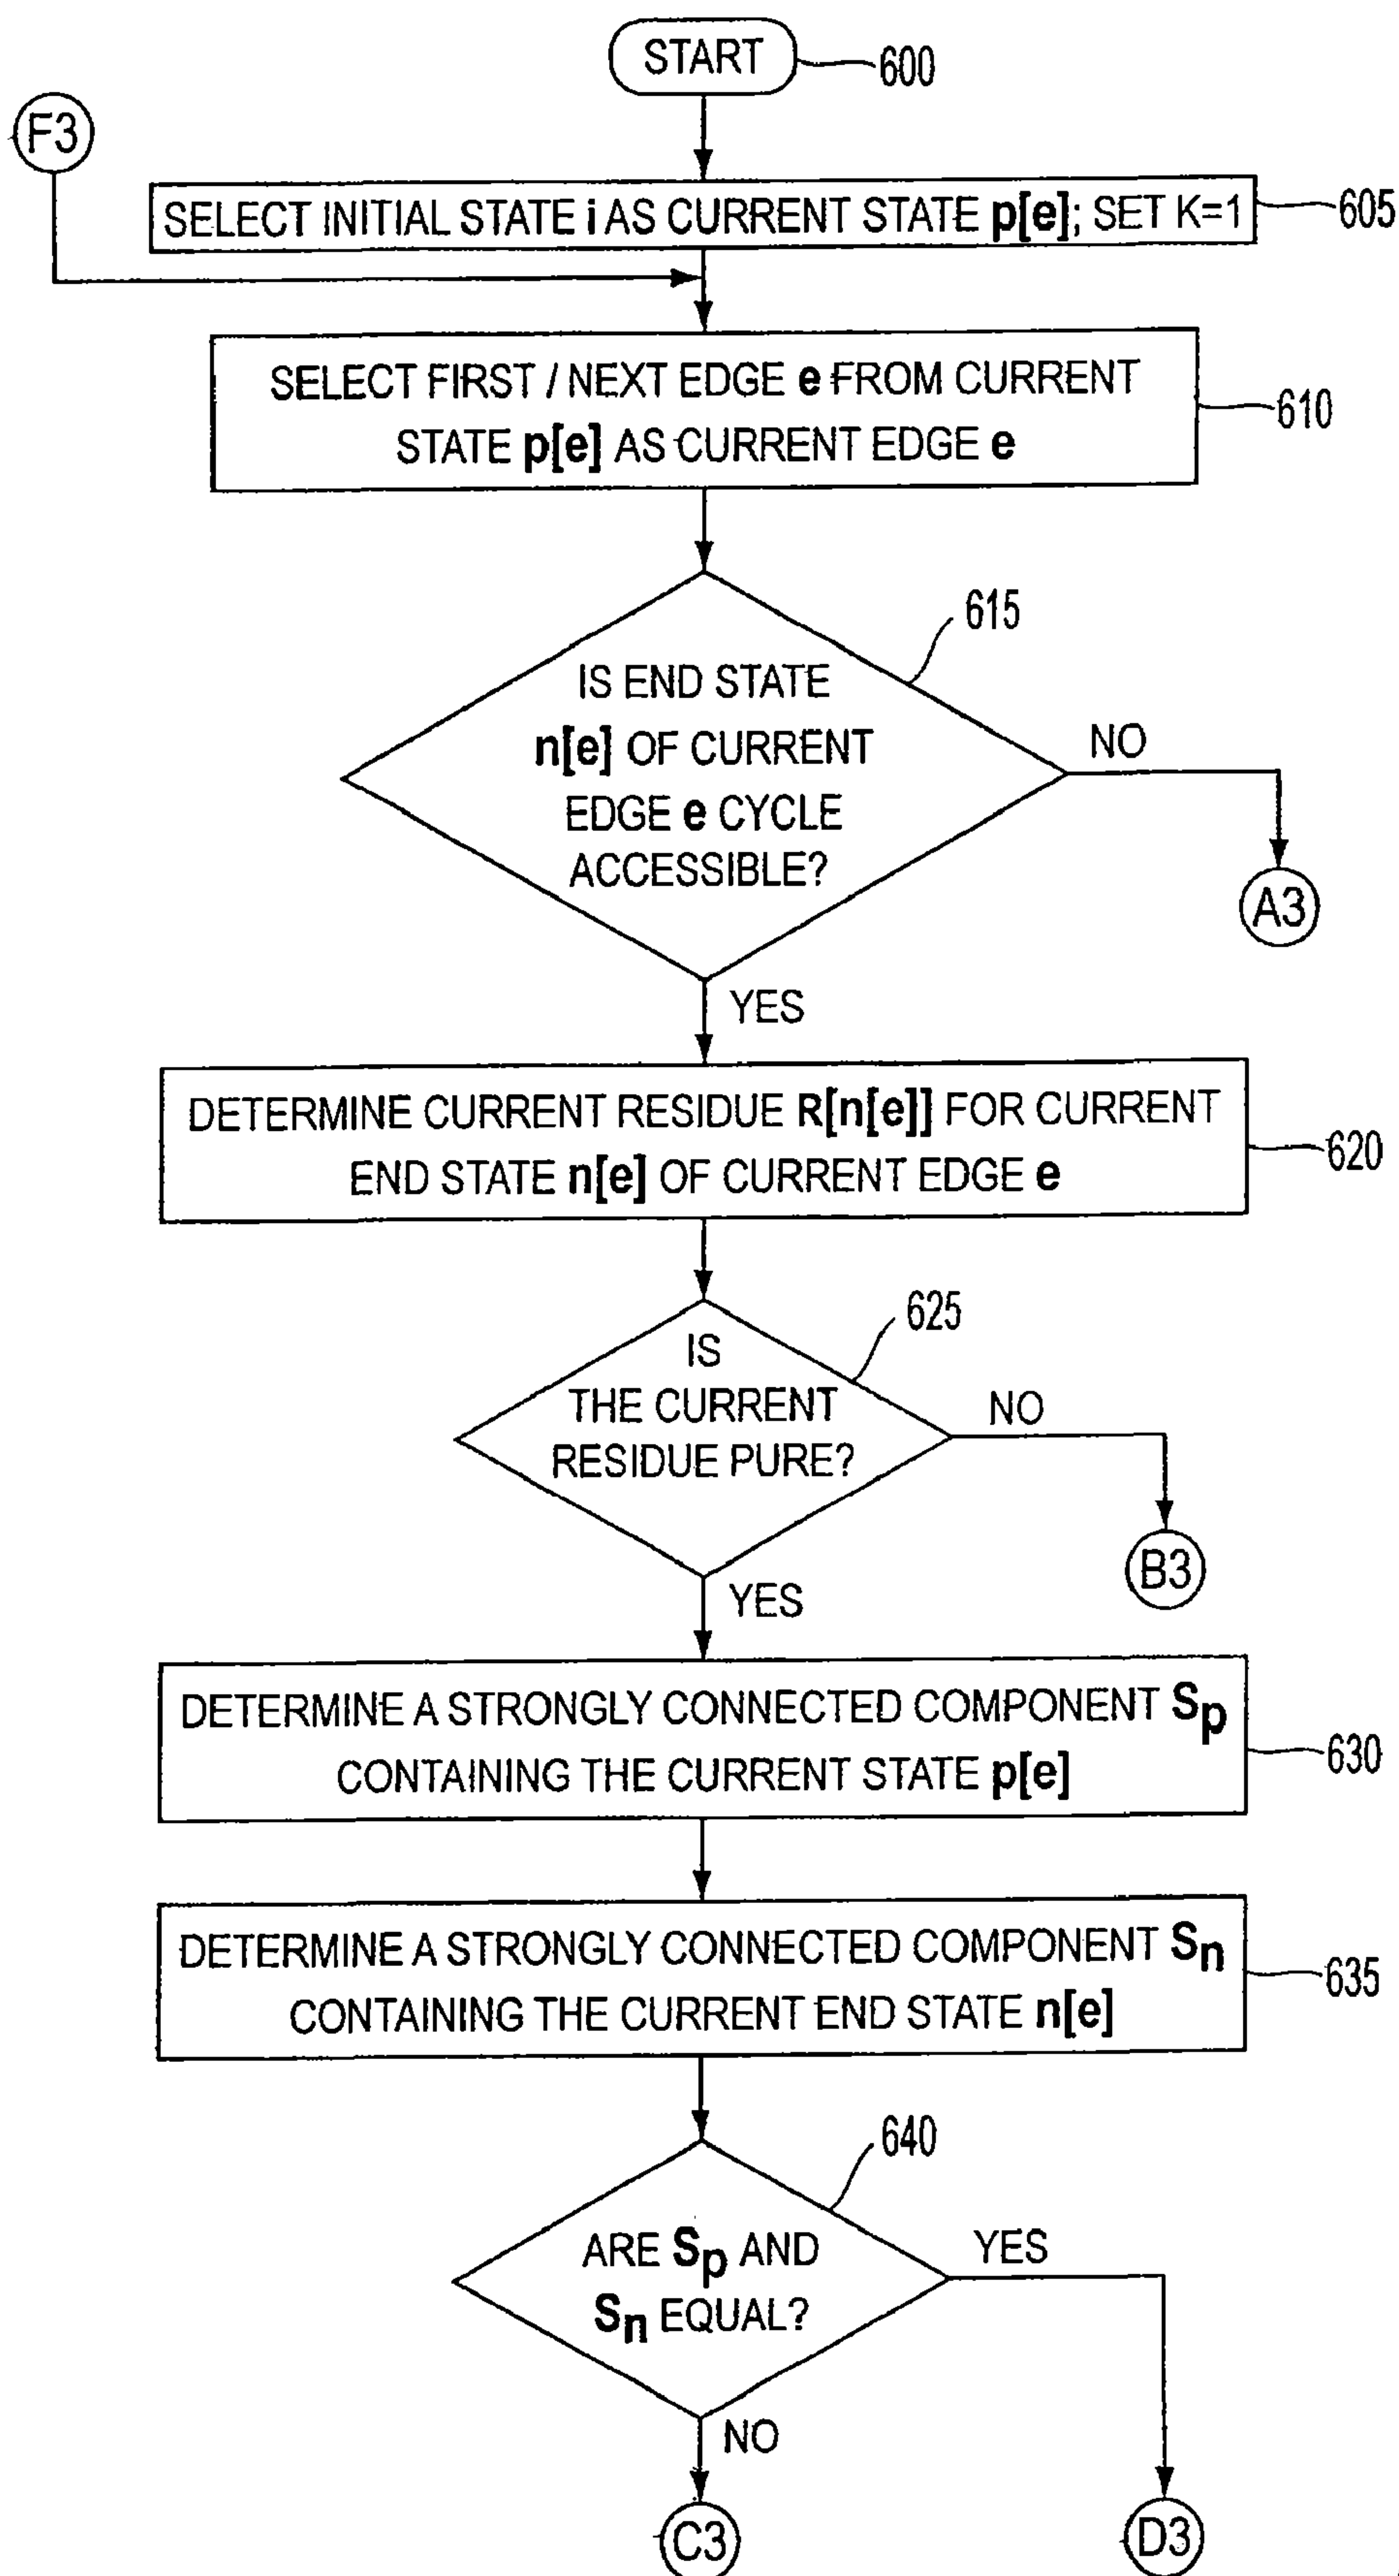 START
600
F3
SELECT INITIAL STATE i AS CURRENT STATE p[e]; SET K=1
605
SELECT FIRST / NEXT EDGE e FROM CURRENT
STATE p[e] AS CURRENT EDGE e
610
615
IS END STATE
n[e] OF CURRENT
EDGE e CYCLE
ACCESSIBLE?
NO
A3
YES
DETERMINE CURRENT RESIDUE R[n[e]] FOR CURRENT
END STATE n[e] OF CURRENT EDGE e
620
625
IS
THE CURRENT
RESIDUE PURE?
NO
B3
YES
DETERMINE A STRONGLY CONNECTED COMPONENT Sp
CONTAINING THE CURRENT STATE p[e]
630
DETERMINE A STRONGLY CONNECTED COMPONENT Sn
CONTAINING THE CURRENT END STATE n[e]
635
640
ARE Sp AND
Sn EQUAL?
YES
NO
C3
D3